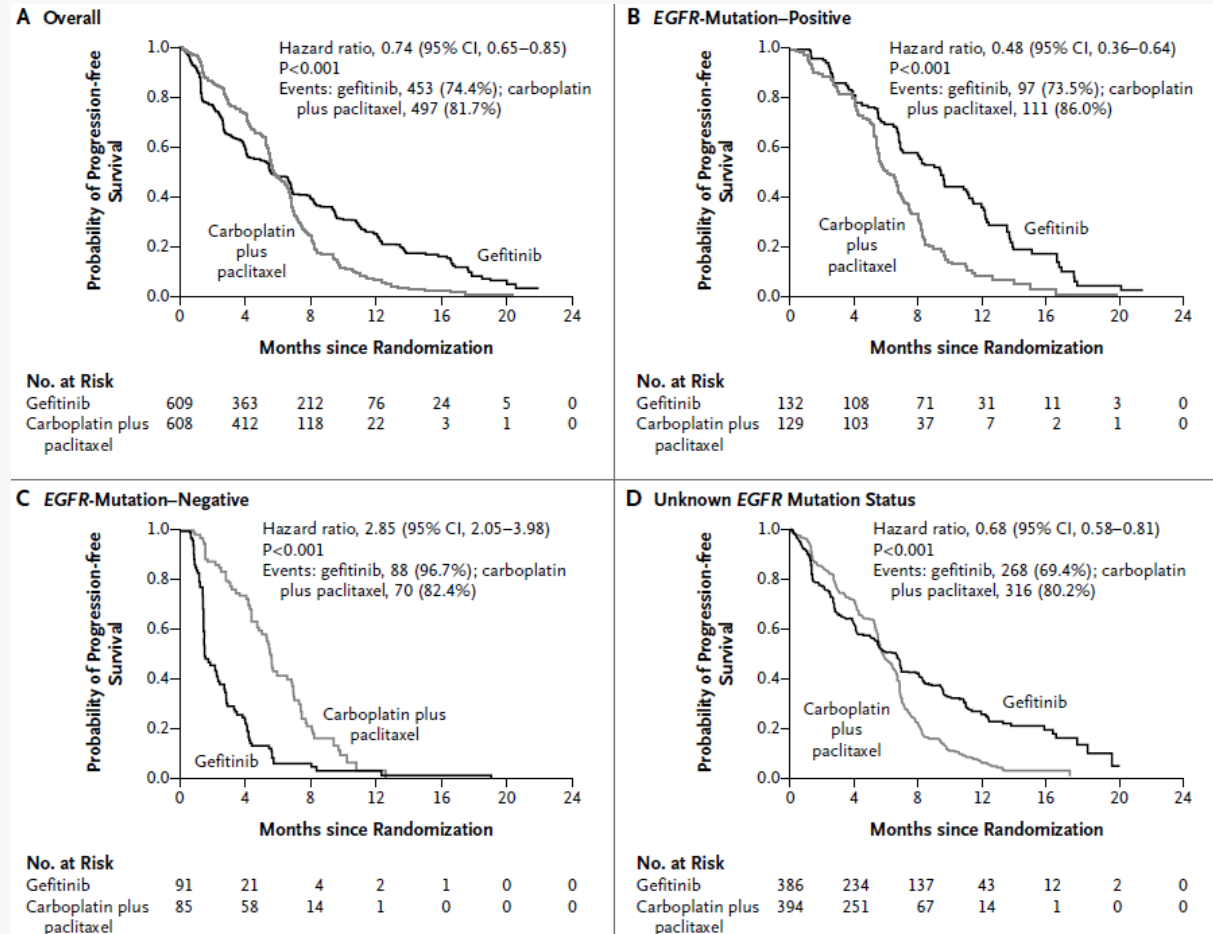 A Overall
Probability of Progression-free
Survival
1.0
0.8
0.6
0.4
0.2
0.0
Hazard ratio, 0.74 (95% CI, 0.65–0.85)
P<0.001
Events: gefitinib, 453 (74.4%); carboplatin
plus paclitaxel, 497 (81.7%)
Carboplatin
plus
paclitaxel
Gefitinib
0 4 8 12 16 20 24
Months since Randomization
No. at Risk
Gefitinib 609 363 212 76 24 5 0
Carboplatin plus 608 412 118 22 3 1 0
paclitaxel
B EGFR-Mutation–Positive
Probability of Progression-free
Survival
1.0
0.8
0.6
0.4
0.2
0.0
Hazard ratio, 0.48 (95% CI, 0.36–0.64)
P<0.001
Events: gefitinib, 97 (73.5%); carboplatin
plus paclitaxel, 111 (86.0%)
Carboplatin
plus
paclitaxel
Gefitinib
0 4 8 12 16 20 24
Months since Randomization
No. at Risk
Gefitinib 132 108 71 31 11 3 0
Carboplatin plus 129 103 37 7 2 1 0
paclitaxel
C EGFR-Mutation–Negative
Probability of Progression-free
Survival
1.0
0.8
0.6
0.4
0.2
0.0
Hazard ratio, 2.85 (95% CI, 2.05–3.98)
P<0.001
Events: gefitinib, 88 (96.7%); carboplatin
plus paclitaxel, 70 (82.4%)
Carboplatin plus
paclitaxel
Gefitinib
0 4 8 12 16 20 24
Months since Randomization
No. at Risk
Gefitinib 91 21 4 2 1 0 0
Carboplatin plus 85 58 14 1 0 0 0
paclitaxel
D Unknown EGFR Mutation Status
Probability of Progression-free
Survival
1.0
0.8
0.6
0.4
0.2
0.0
Hazard ratio, 0.68 (95% CI, 0.58–0.81)
P<0.001
Events: gefitinib, 268 (69.4%); carboplatin
plus paclitaxel, 316 (80.2%)
Carboplatin
plus
paclitaxel
Gefitinib
0 4 8 12 16 20 24
Months since Randomization
No. at Risk
Gefitinib 386 234 137 43 12 2 0
Carboplatin plus 394 251 67 14 1 0 0
paclitaxel